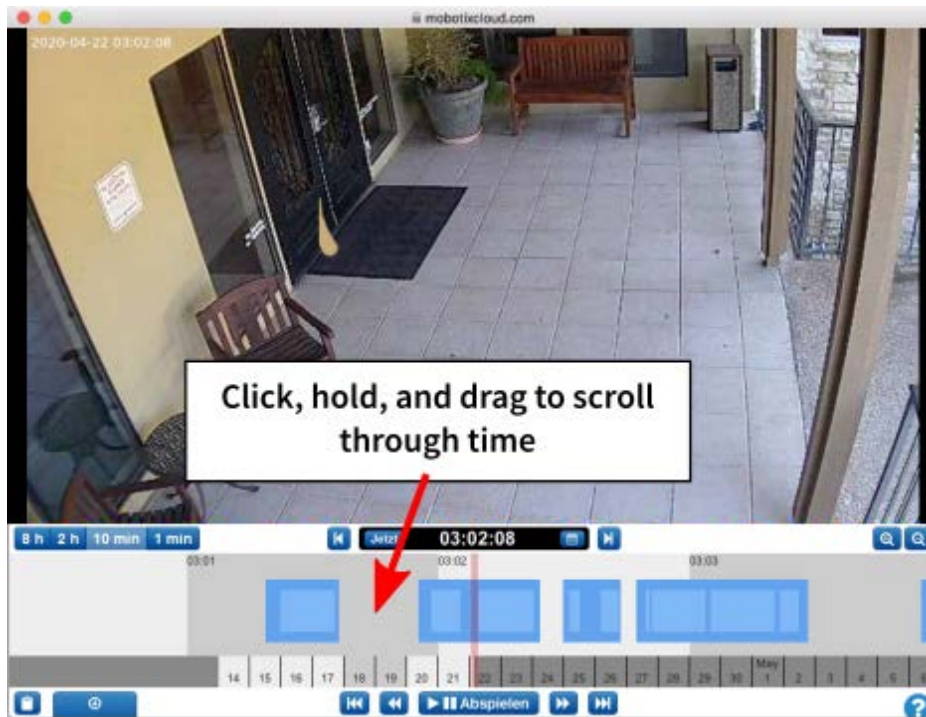 mobotixcloud.com
2020-04-22 03:02:08
Click, hold, and drag to scroll
through time
8 h 2 h 10 min 1 min
Jetzt 03:02:08
03:01 03:02 03:03
May
14 15 16 17 18 19 20 21 22 23 24 25 26 27 28 29 30 1 2 3 4 5
Abspielen
?